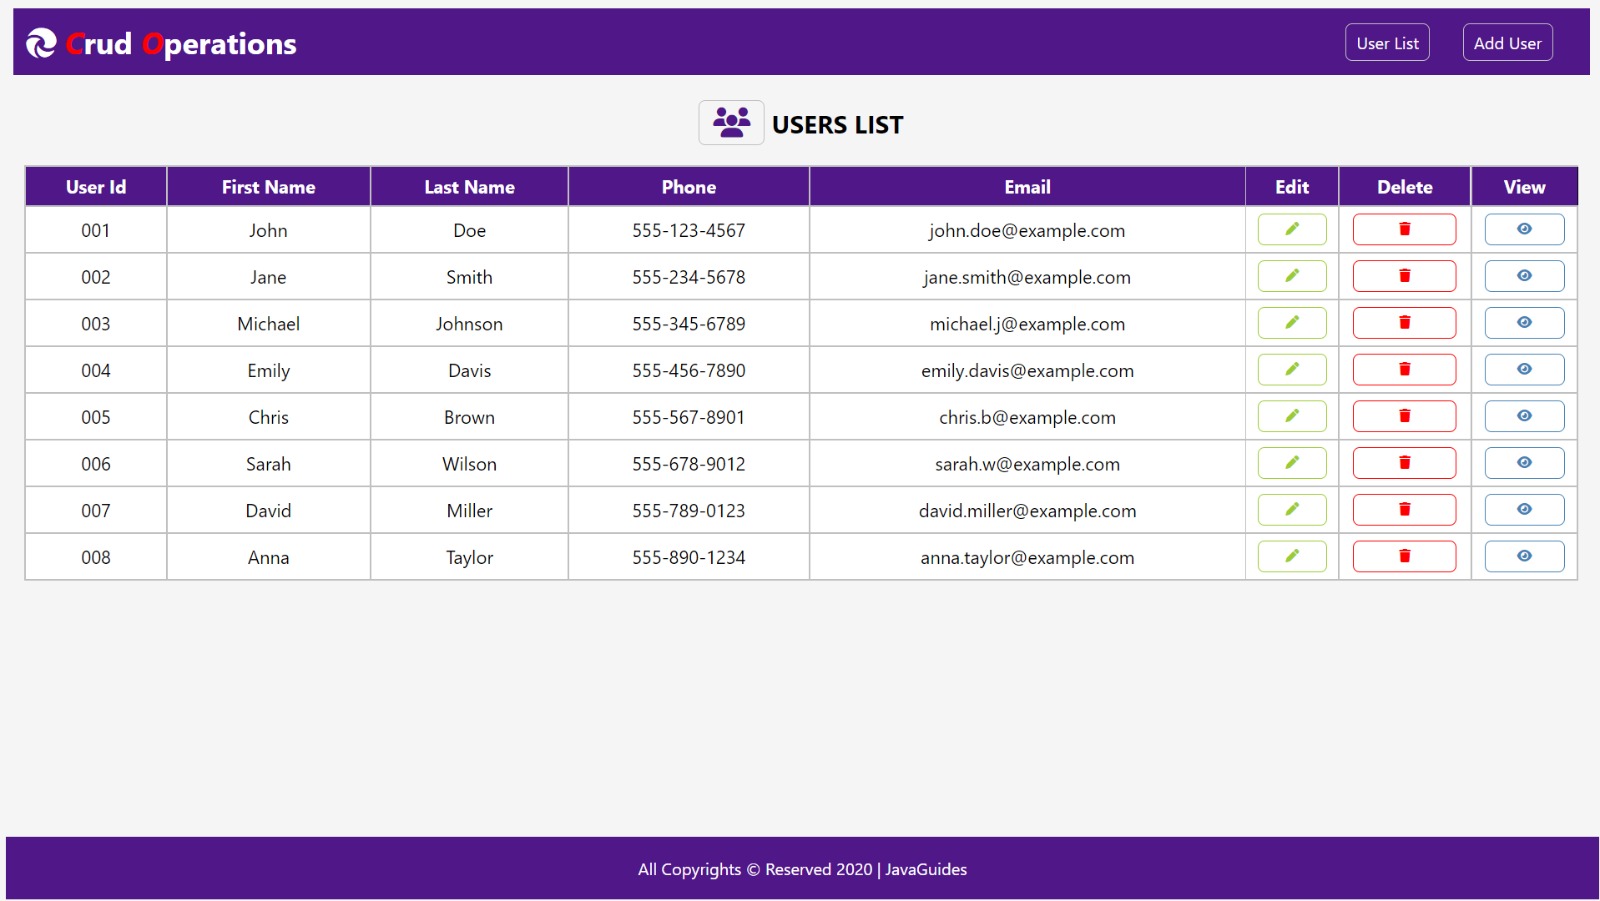 Crud Operations
User List
Add User
USERS LIST
User Id First Name Last Name Phone Email Edit Delete View
001 John Doe 555-123-4567 john.doe@example.com
002 Jane Smith 555-234-5678 jane.smith@example.com
003 Michael Johnson 555-345-6789 michael.j@example.com
004 Emily Davis 555-456-7890 emily.davis@example.com
005 Chris Brown 555-567-8901 chris.b@example.com
006 Sarah Wilson 555-678-9012 sarah.w@example.com
007 David Miller 555-789-0123 david.miller@example.com
008 Anna Taylor 555-890-1234 anna.taylor@example.com
All Copyrights © Reserved 2020 | JavaGuides